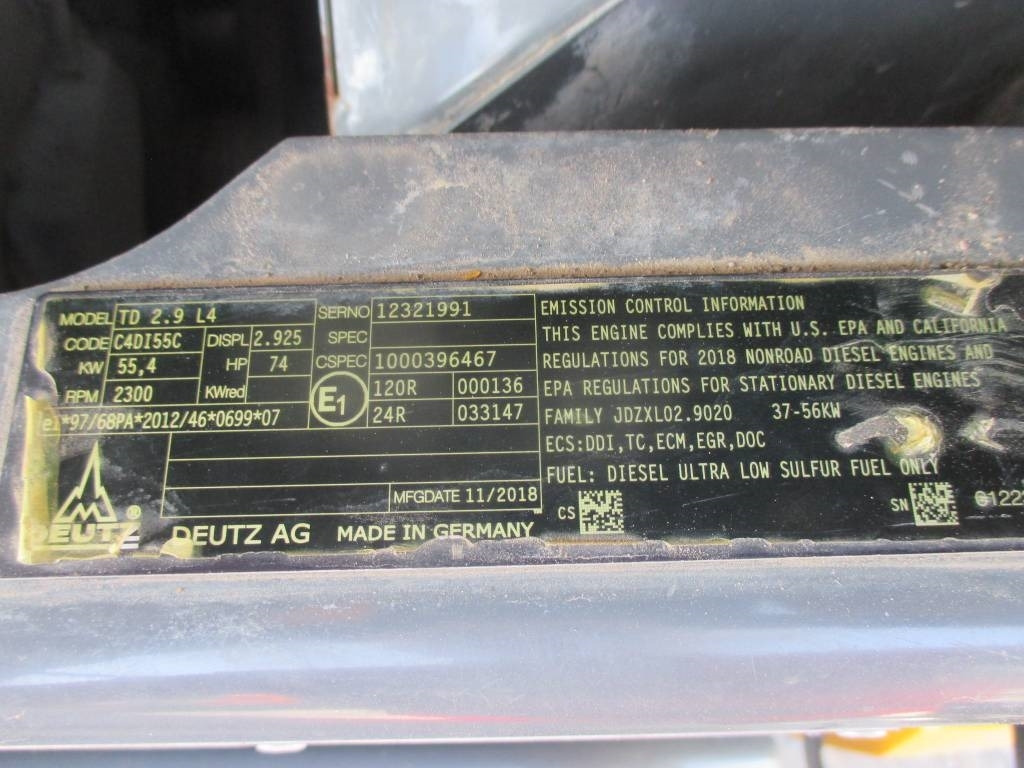 MODEL TD 2.9 L4
CODE C4DI55C DISPL 2.925
KW 55,4 HP 74
RPM 2300 KWred
e1*97/68PA*2012/46*0699*07
SERNO 12321991
SPEC
CSPEC 1000396467
E1 120R 000136
24R 033147
MFGDATE 11/2018
DEUTZ®
DEUTZ AG MADE IN GERMANY
EMISSION CONTROL INFORMATION
THIS ENGINE COMPLIES WITH U.S. EPA AND CALIFORNIA
REGULATIONS FOR 2018 NONROAD DIESEL ENGINES AND
EPA REGULATIONS FOR STATIONARY DIESEL ENGINES
FAMILY JDZXL02.9020 37-56KW
ECS:DDI,TC,ECM,EGR,DOC
FUEL: DIESEL ULTRA LOW SULFUR FUEL ONLY
CS SN